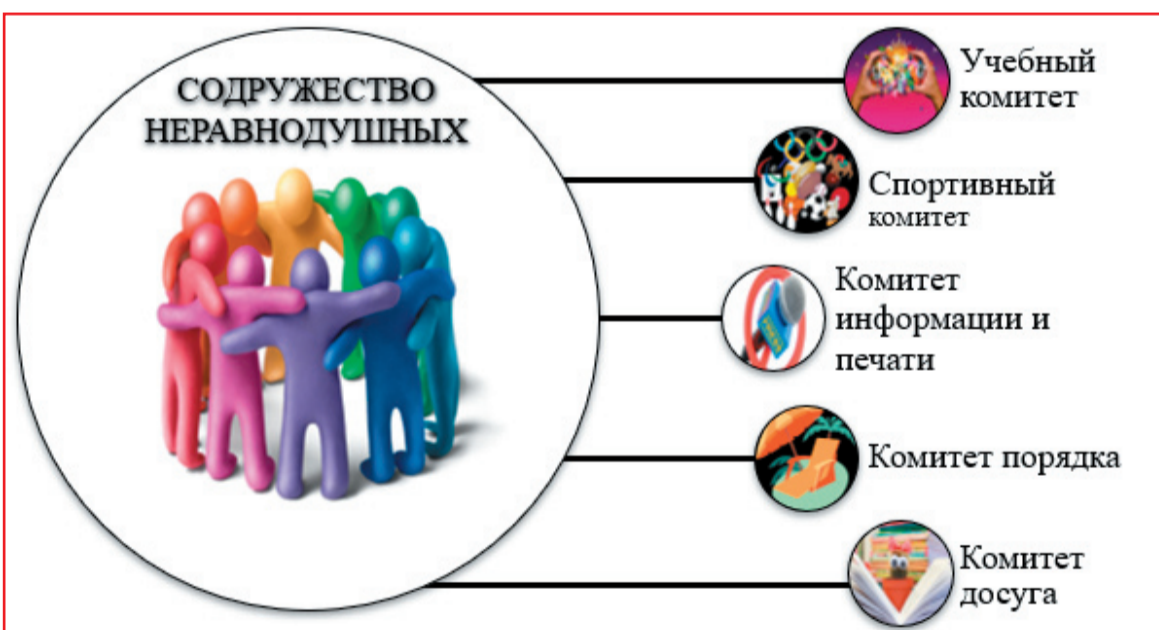 СОДРУЖЕСТВО
НЕРАВНОДУШНЫХ
Учебный
комитет
Спортивный
комитет
Комитет
информации и
печати
Комитет порядка
Комитет
досуга